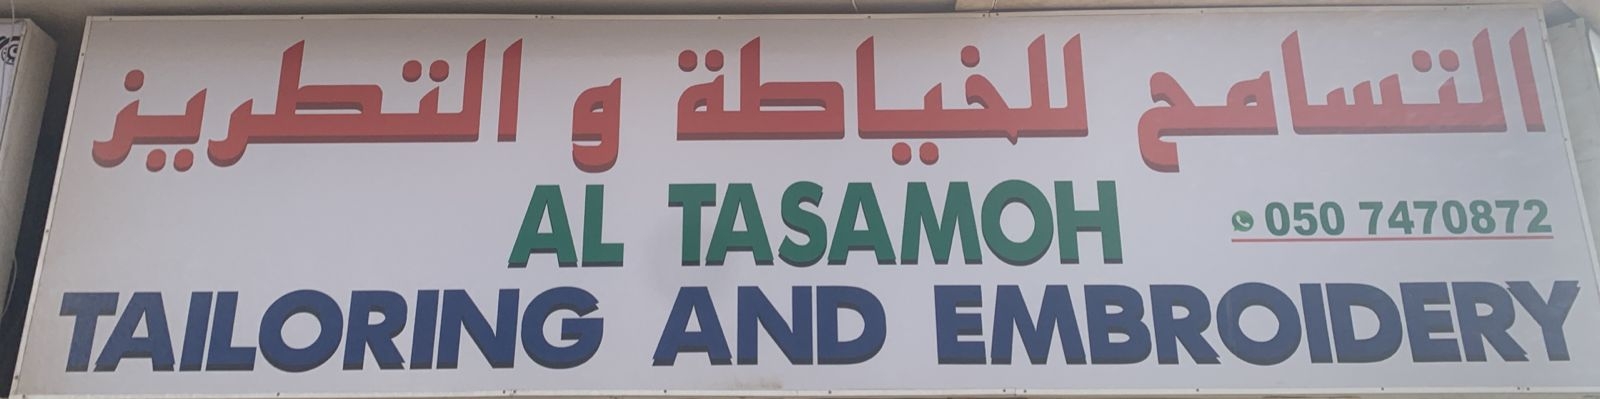 التسامح للخياطة و التطريز
AL TASAMOH
050 7470872
TAILORING AND EMBROIDERY